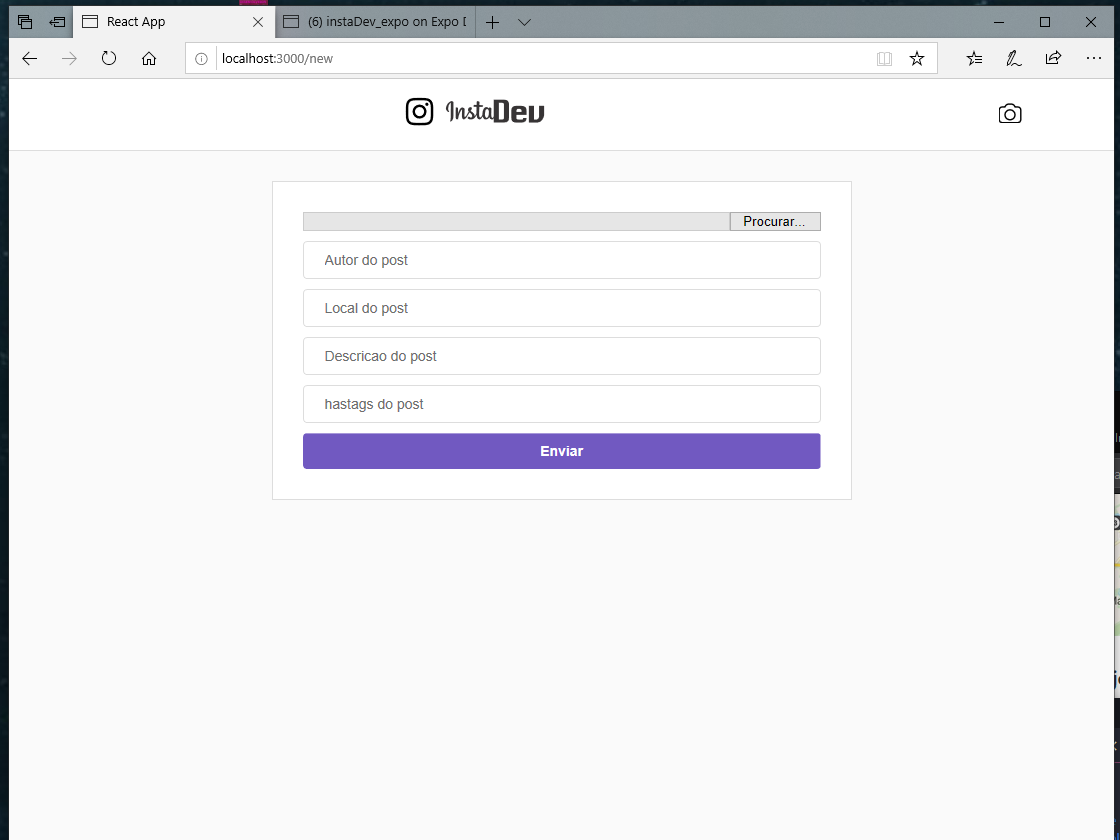 React App
(6) instaDev_expo on Expo
localhost:3000/new
InstaDev
Procurar...
Autor do post
Local do post
Descricao do post
hastags do post
Enviar